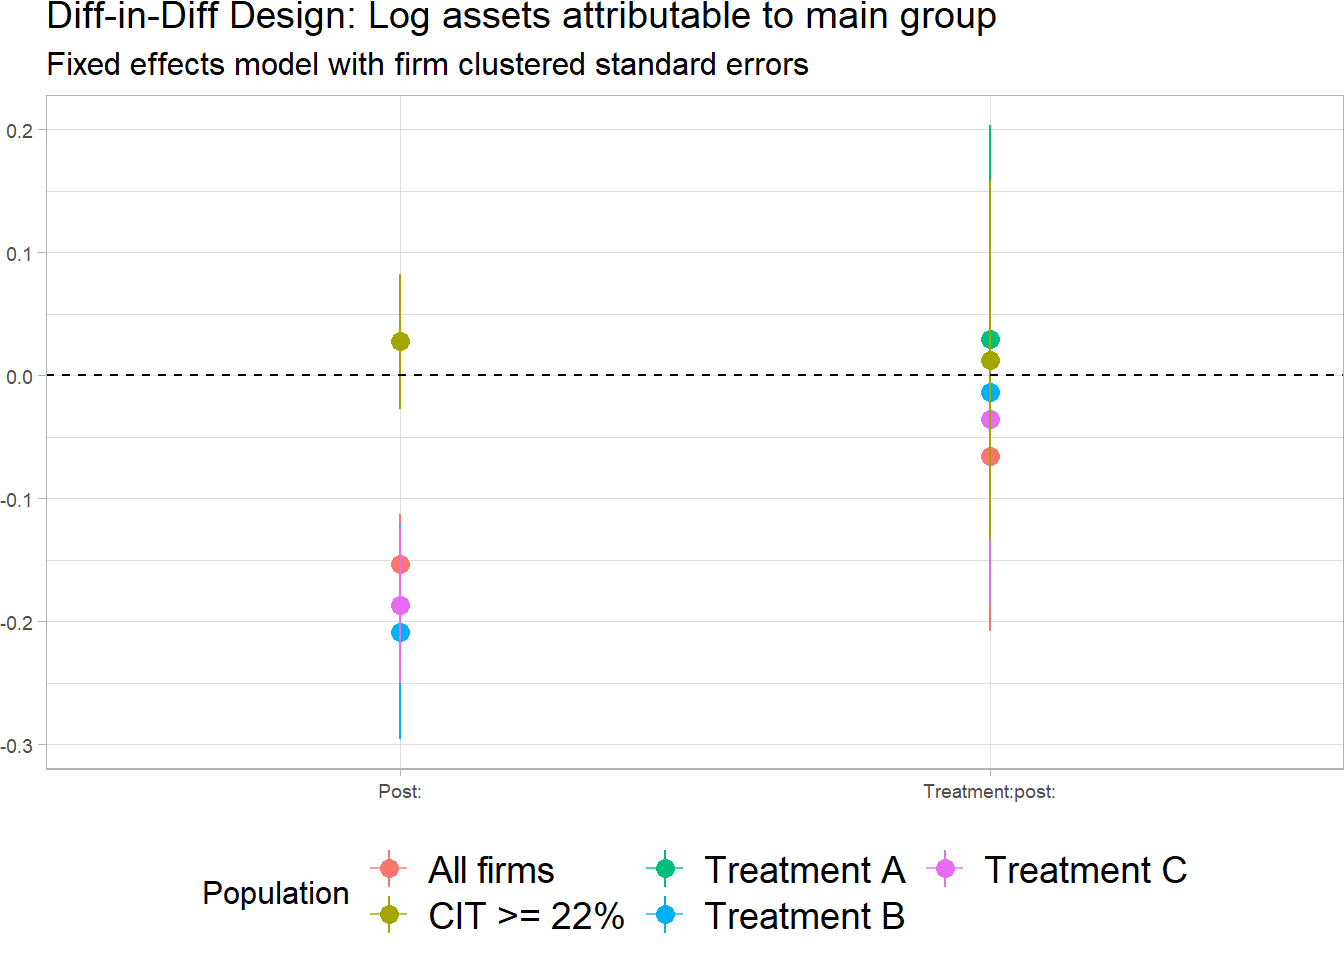 Diff-in-Diff Design: Log assets attributable to main group
Fixed effects model with firm clustered standard errors
0.2
0.1
0.0
-0.1
-0.2
-0.3
Post:
Treatment:post:
Population
All firms
Treatment A
Treatment C
CIT >= 22%
Treatment B